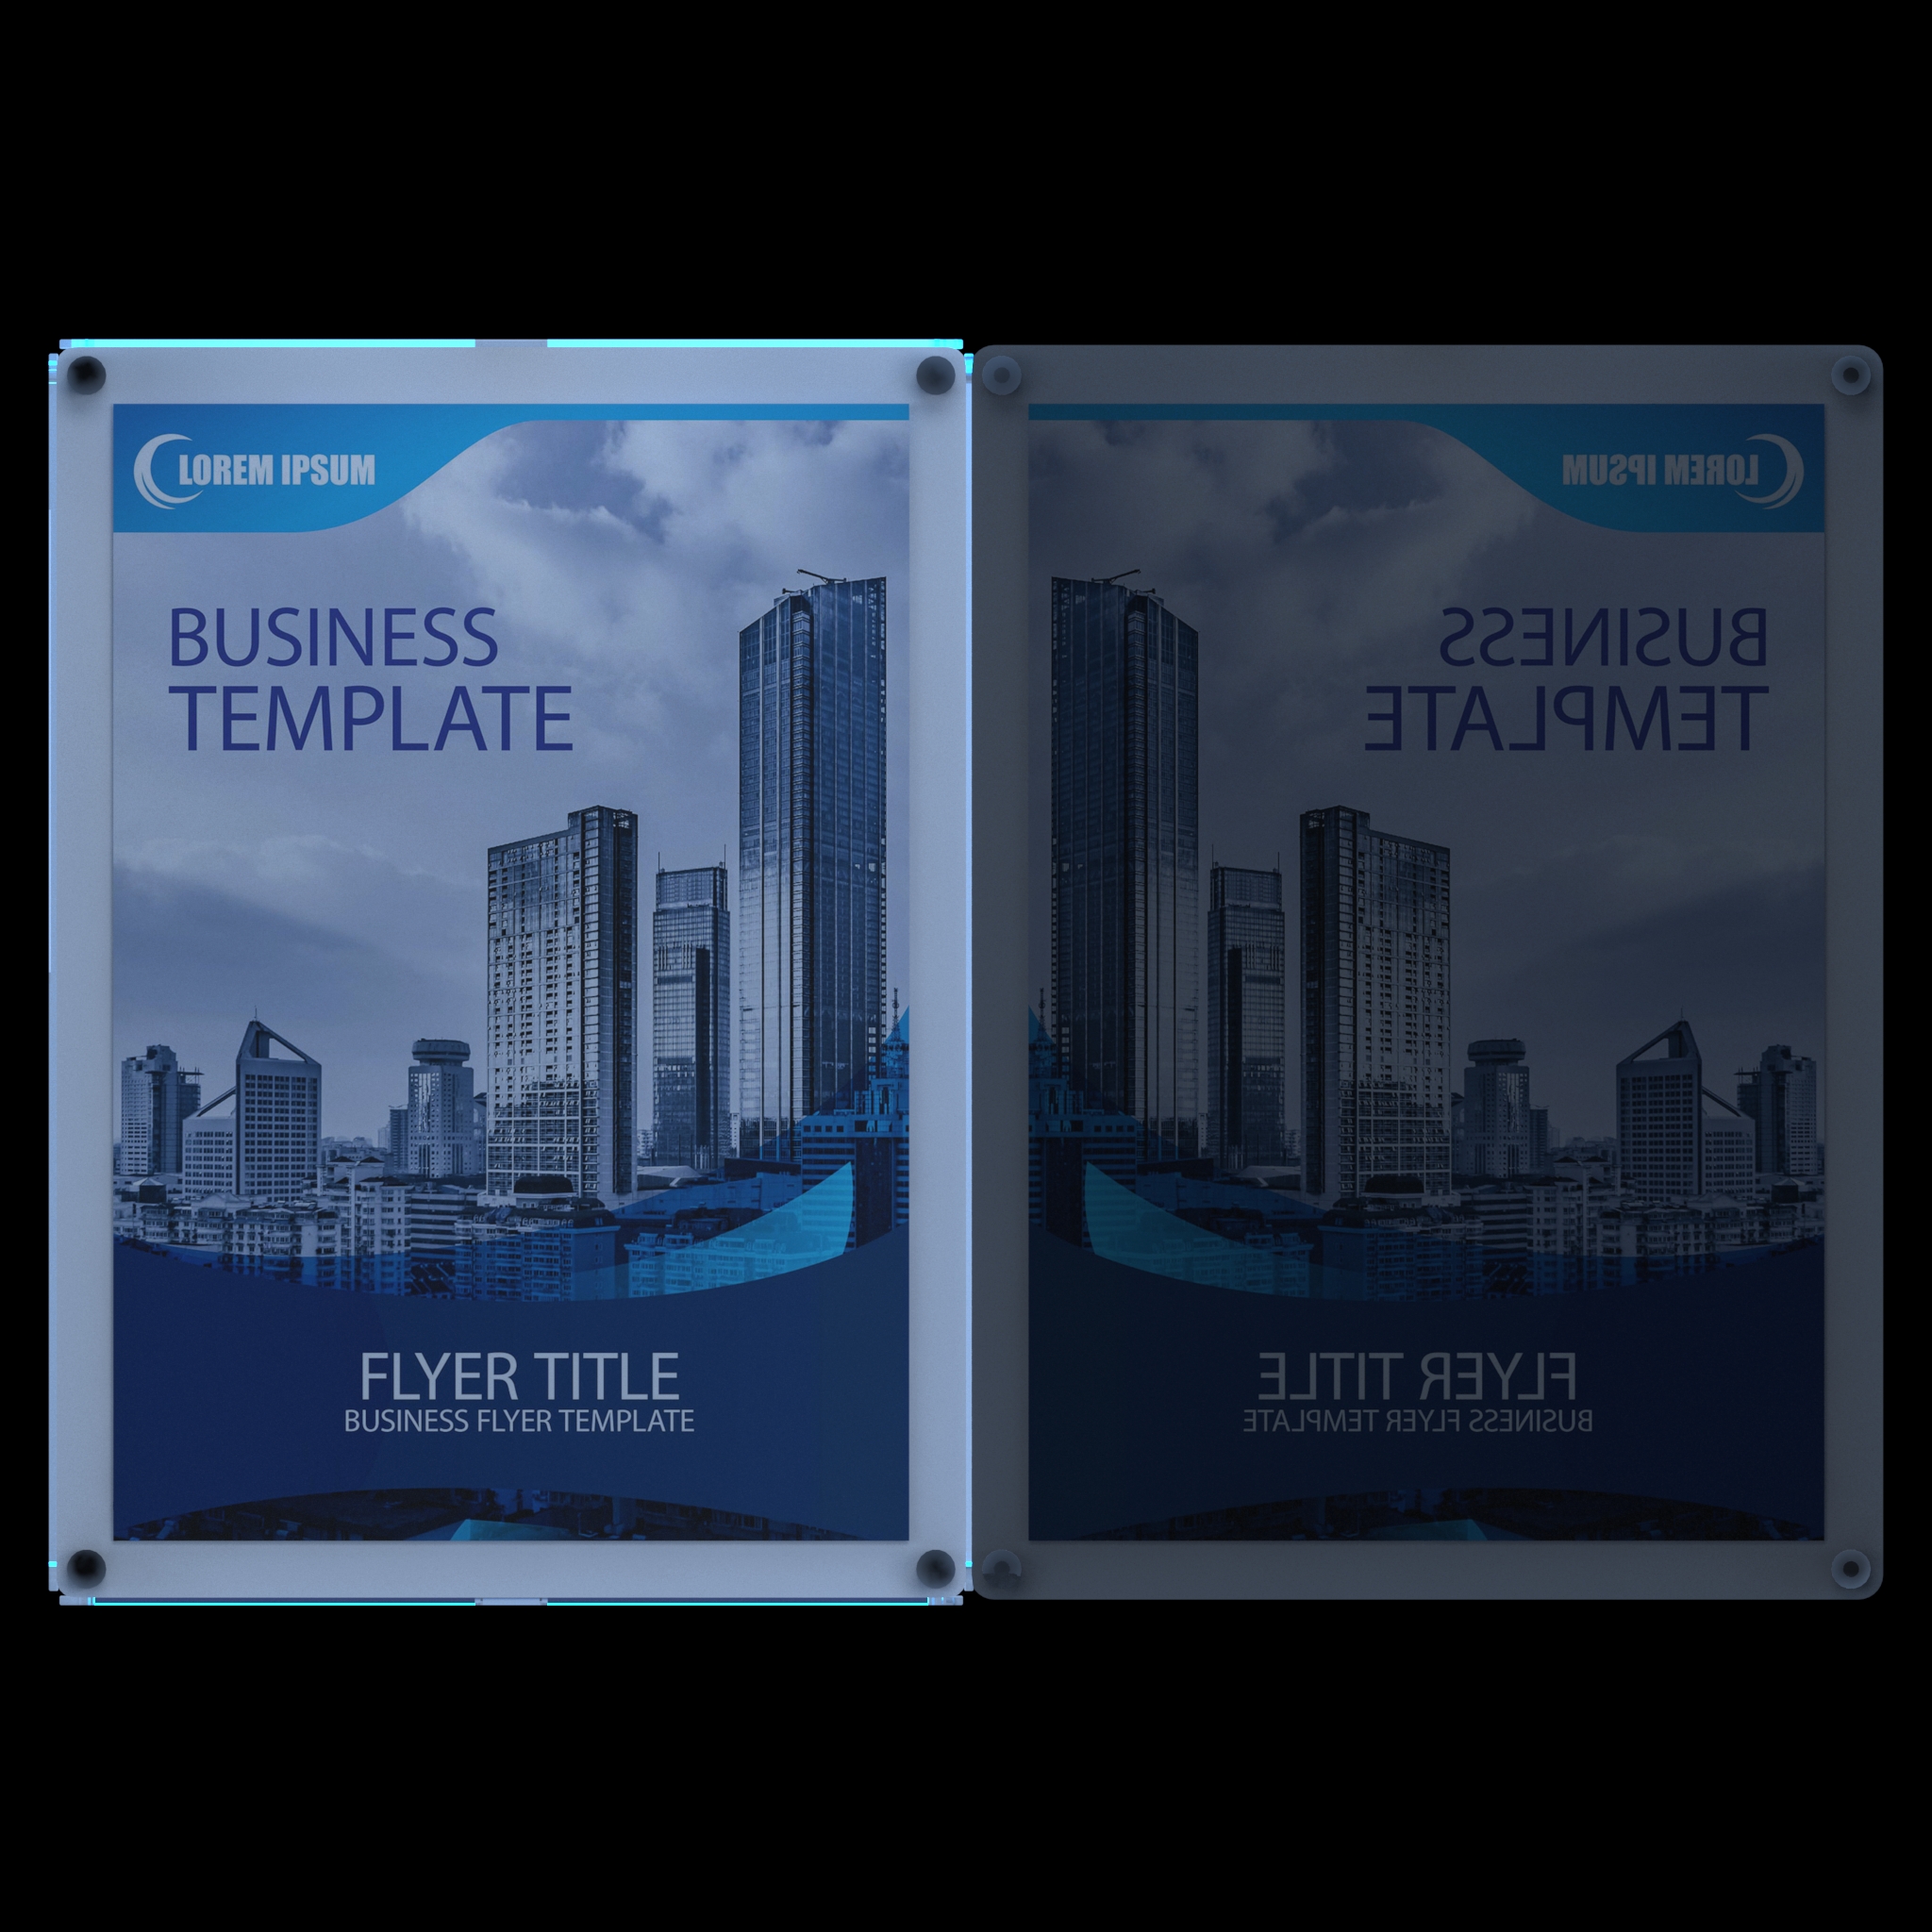 LOREM IPSUM
BUSINESS
TEMPLATE
FLYER TITLE
BUSINESS FLYER TEMPLATE
LOREM IPSUM
BUSINESS
TEMPLATE
FLYER TITLE
BUSINESS FLYER TEMPLATE